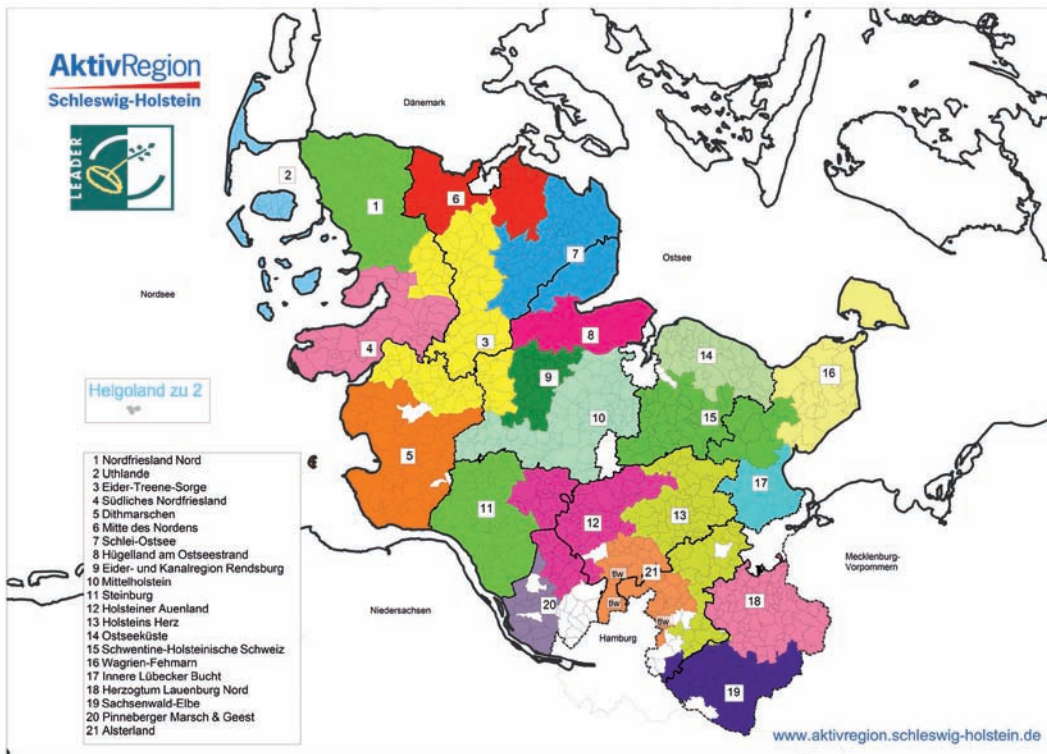 AktivRegion
Schleswig-Holstein
LEADER
Dänemark
Nordsee
Ostsee
Helgoland zu 2
1 Nordfriesland Nord
2 Uthlande
3 Eider-Treene-Sorge
4 Südliches Nordfriesland
5 Dithmarschen
6 Mitte des Nordens
7 Schlei-Ostsee
8 Hügelland am Ostseestrand
9 Eider- und Kanalregion Rendsburg
10 Mittelholstein
11 Steinburg
12 Holsteiner Auenland
13 Holsteins Herz
14 Ostseeküste
15 Schwentine-Holsteinische Schweiz
16 Wagrien-Fehmarn
17 Innere Lübecker Bucht
18 Herzogtum Lauenburg Nord
19 Sachsenwald-Elbe
20 Pinneberger Marsch & Geest
21 Alsterland
2
1
6
7
4
3
8
9
14
16
10
15
5
11
12
13
17
tlw
21
tlw
tlw
20
18
19
Niedersachsen
Hamburg
Mecklenburg-
Vorpommern
www.aktivregion.schleswig-holstein.de